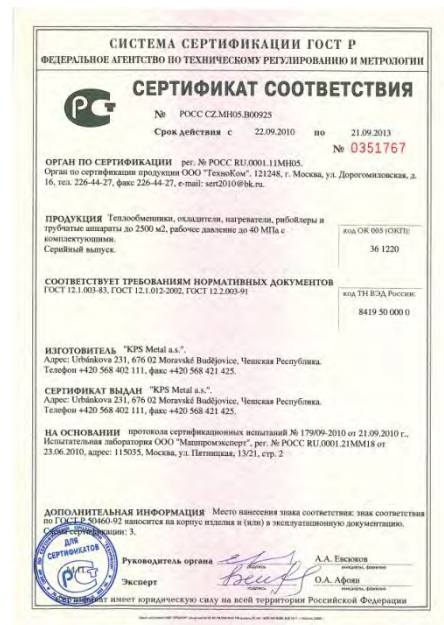 СИСТЕМА СЕРТИФИКАЦИИ ГОСТ Р
ФЕДЕРАЛЬНОЕ АГЕНТСТВО ПО ТЕХНИЧЕСКОМУ РЕГУЛИРОВАНИЮ И МЕТРОЛОГИИ
СЕРТИФИКАТ СООТВЕТСТВИЯ
№ РОСС CZ.МН05.В00925
Срок действия с 22.09.2010 по 21.09.2013
№ 0351767
ОРГАН ПО СЕРТИФИКАЦИИ рег. № РОСС RU.0001.11МН05.
Орган по сертификации продукции ООО "ТехноКом". 121248, г. Москва, ул. Дорогомиловская, д.
16, тел. 226-44-27, факс 226-44-27, e-mail: sert2010@bk.ru.
ПРОДУКЦИЯ Теплообменники, охладители, нагреватели, рибойлеры и
трубчатые аппараты до 2500 м2, рабочее давление до 40 МПа с
комплектующими.
Серийный выпуск.
код ОК 005 (ОКП):
36 1220
СООТВЕТСТВУЕТ ТРЕБОВАНИЯМ НОРМАТИВНЫХ ДОКУМЕНТОВ
ГОСТ 12.1.003-83, ГОСТ 12.1.012-2002, ГОСТ 12.2.003-91
код ТН ВЭД России:
8419 50 000 0
ИЗГОТОВИТЕЛЬ "KPS Metal a.s.".
Адрес: Urbánkova 231, 676 02 Moravské Budějovice, Чешская Республика.
Телефон +420 568 402 111, факс +420 568 421 425.
СЕРТИФИКАТ ВЫДАН "KPS Metal a.s.".
Адрес: Urbánkova 231, 676 02 Moravské Budějovice, Чешская Республика.
Телефон +420 568 402 111, факс +420 568 421 425.
НА ОСНОВАНИИ протокола сертификационных испытаний № 179/09-2010 от 21.09.2010 г.,
Испытательная лаборатория ООО "Машпромэксперт", рег. № РОСС RU.0001.21ММ18 от
23.06.2010, адрес: 115035, Москва, ул. Пятницкая, 13/21, стр. 2
ДОПОЛНИТЕЛЬНАЯ ИНФОРМАЦИЯ Место нанесения знака соответствия: знак соответствия
по ГОСТ Р 50460-92 наносится на корпус изделия и (или) в эксплуатационную документацию.
Схема сертификации: 3.
ДЛЯ
СЕРТИФИКАТОВ
М.П.
Руководитель органа
подпись
А.А. Евсюков
инициалы, фамилия
Эксперт
подпись
О.А. Афоян
инициалы, фамилия
Сертификат имеет юридическую силу на всей территории Российской Федерации